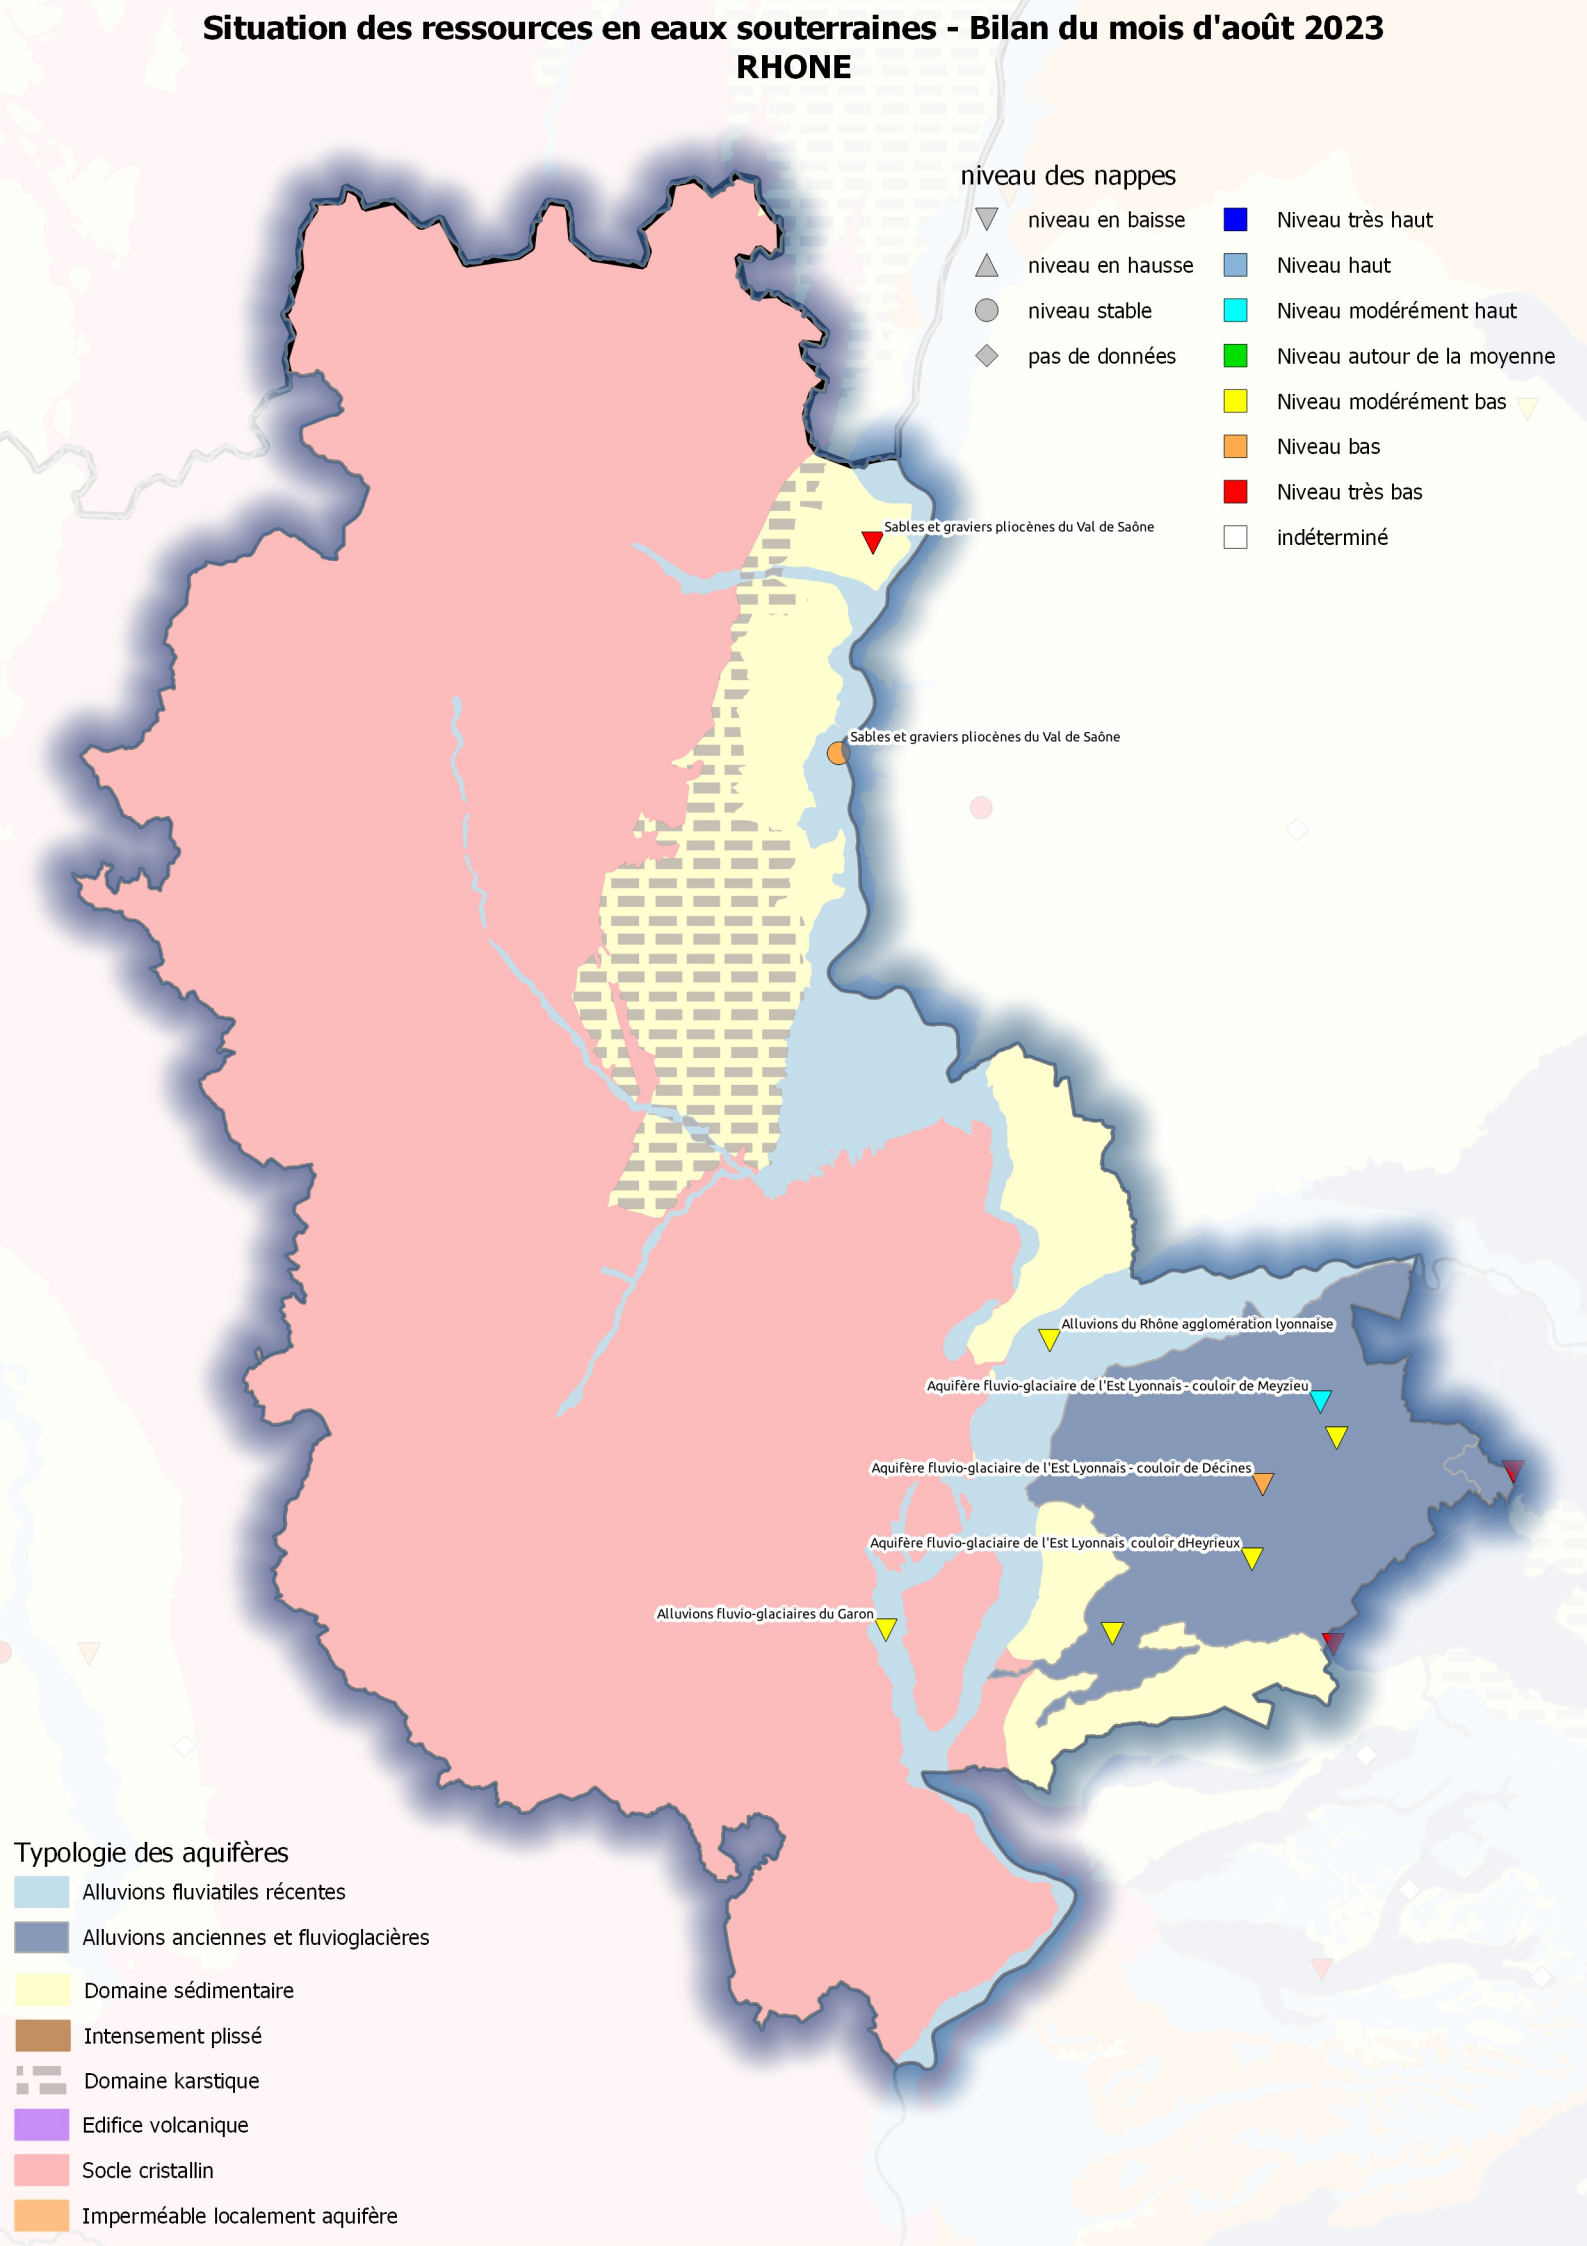 Situation des ressources en eaux souterraines - Bilan du mois d'août 2023
RHONE
niveau des nappes
niveau en baisse
niveau en hausse
niveau stable
pas de données
Niveau très haut
Niveau haut
Niveau modérément haut
Niveau autour de la moyenne
Niveau modérément bas
Niveau bas
Niveau très bas
indéterminé
Sables et graviers pliocènes du Val de Saône
Sables et graviers pliocènes du Val de Saône
Alluvions du Rhône agglomération lyonnaise
Aquifère fluvio-glaciaire de l'Est Lyonnais - couloir de Meyzieu
Aquifère fluvio-glaciaire de l'Est Lyonnais - couloir de Décines
Aquifère fluvio-glaciaire de l'Est Lyonnais couloir dHeyrieux
Alluvions fluvio-glaciaires du Garon
Typologie des aquifères
Alluvions fluviatiles récentes
Alluvions anciennes et fluvioglacières
Domaine sédimentaire
Intensement plissé
Domaine karstique
Edifice volcanique
Socle cristallin
Imperméable localement aquifère